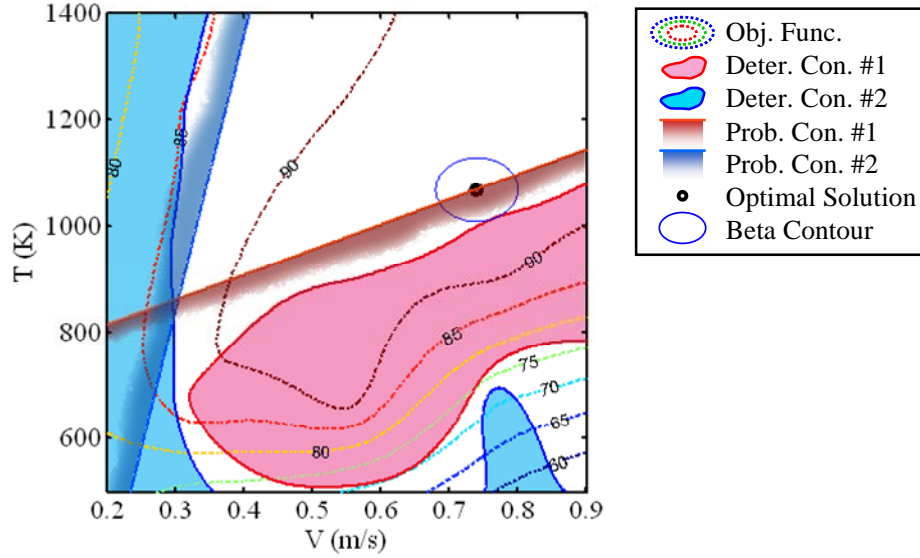 1400
1200
1000
800
600
T (K)
0.2 0.3 0.4 0.5 0.6 0.7 0.8 0.9
V (m/s)
80
85
90
90
85
80
75
70
65
60
Obj. Func.
Deter. Con. #1
Deter. Con. #2
Prob. Con. #1
Prob. Con. #2
Optimal Solution
Beta Contour